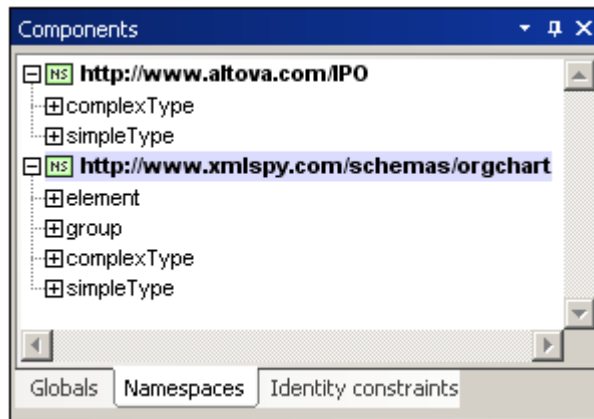 Components
NS http://www.altova.com/IPO
complexType
simpleType
NS http://www.xmlspy.com/schemas/orgchart
element
group
complexType
simpleType
Globals Namespaces Identity constraints